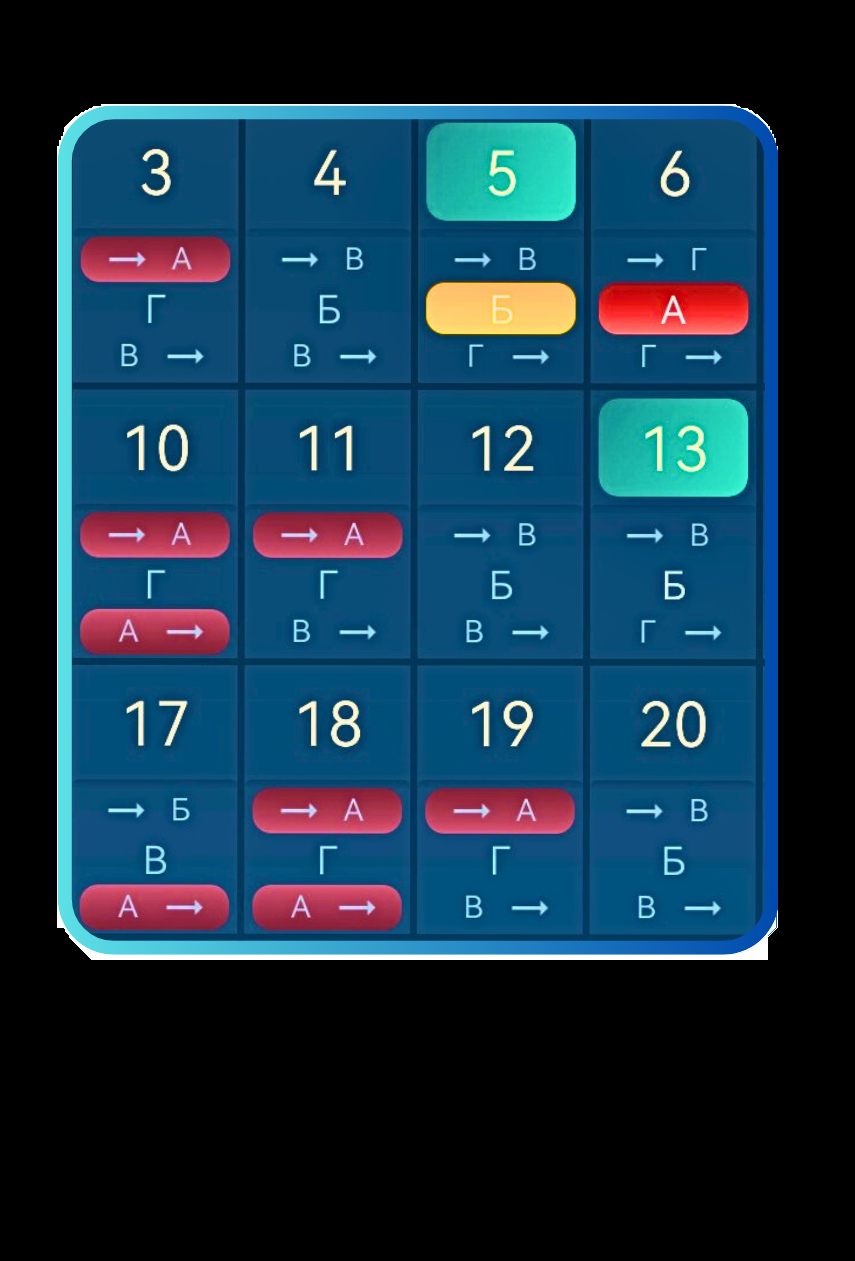 3 4 5 6
→ А → В → В → Г
Г Б Б А
В → В → Г → Г →
10 11 12 13
→ А → А → В → В
Г Г Б Б
А → В → В → Г →
17 18 19 20
→ Б → А → А → В
В Г Г Б
А → А → В → В →